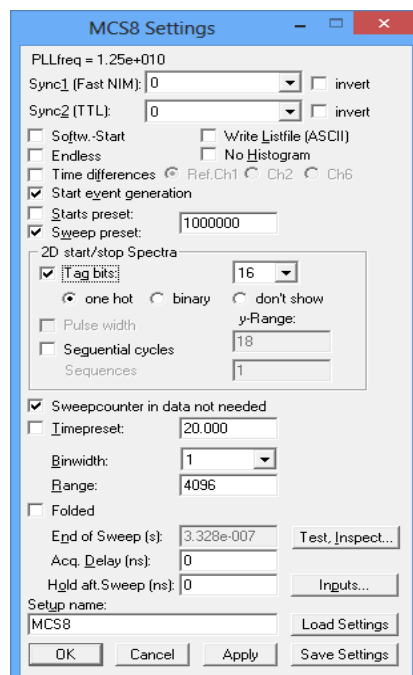 MCS8 Settings
PLLfreq = 1.25e+010
Sync1 (Fast NIM): 0 invert
Sync2 (TTL): 0 invert
Softw.-Start Write Listfile (ASCII)
Endless No Histogram
Time differences Ref.Ch1 Ch2 Ch6
Start event generation
Starts preset:
1000000
Sweep preset:
2D start/stop Spectra
Tag bits: 16
one hot binary don't show
Pulse width y-Range:
18
Sequential cycles
Sequences 1
Sweepcounter in data not needed
Timepreset: 20.000
Binwidth: 1
Range: 4096
Folded
End of Sweep (s): 3.328e-007 Test, Inspect...
Acq. Delay (ns): 0
Hold aft.Sweep (ns): 0 Inputs...
Setup name:
MCS8 Load Settings
OK Cancel Apply Save Settings